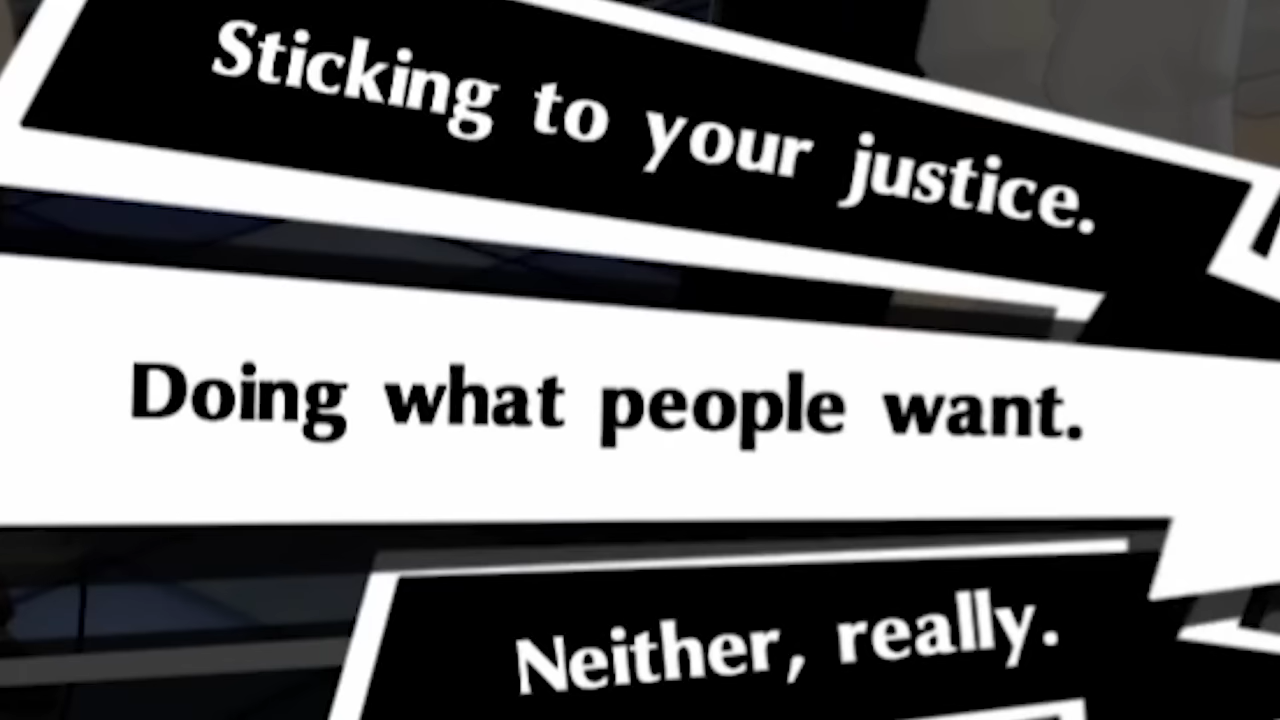 Sticking to your justice.
Doing what people want.
Neither, really.